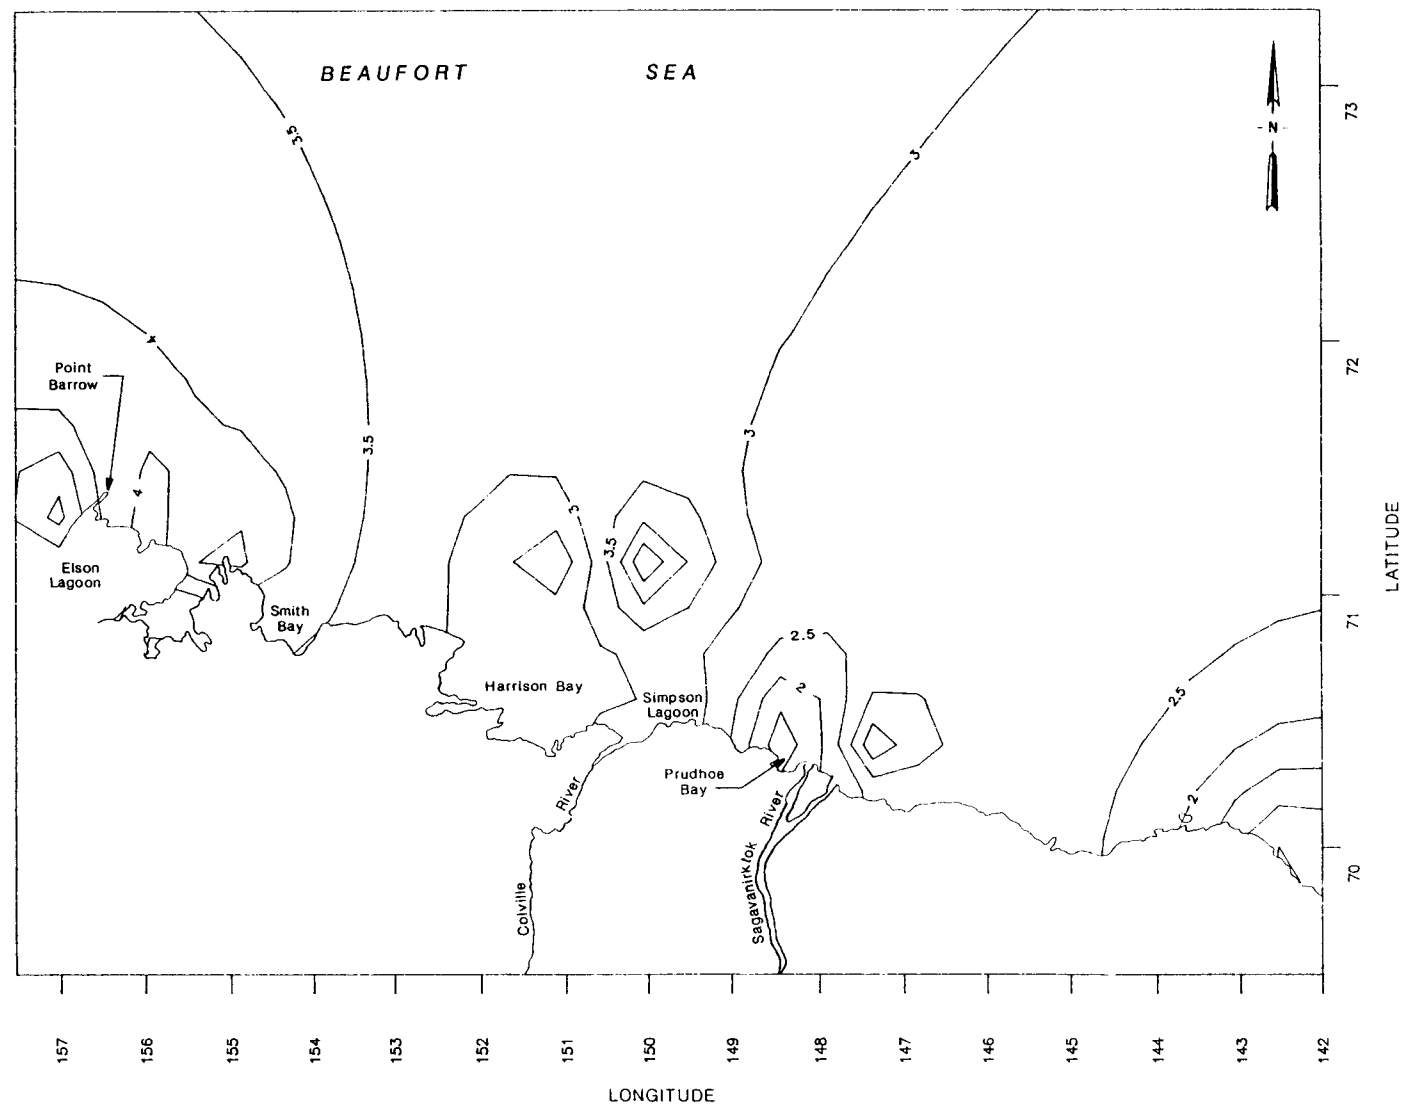 BEAUFORT SEA
3.5
3
N
73
4
72
Point
Barrow
3.5
3
4
3
3.5
LATITUDE
Elson
Lagoon
71
Smith
Bay
2.5
Harrison Bay
2
2.5
Simpson
Lagoon
Prudhoe
Bay
River
River
2
70
Colville
Sagavanirktok
157 156 155 154 153 152 151 150 149 148 147 146 145 144 143 142
LONGITUDE